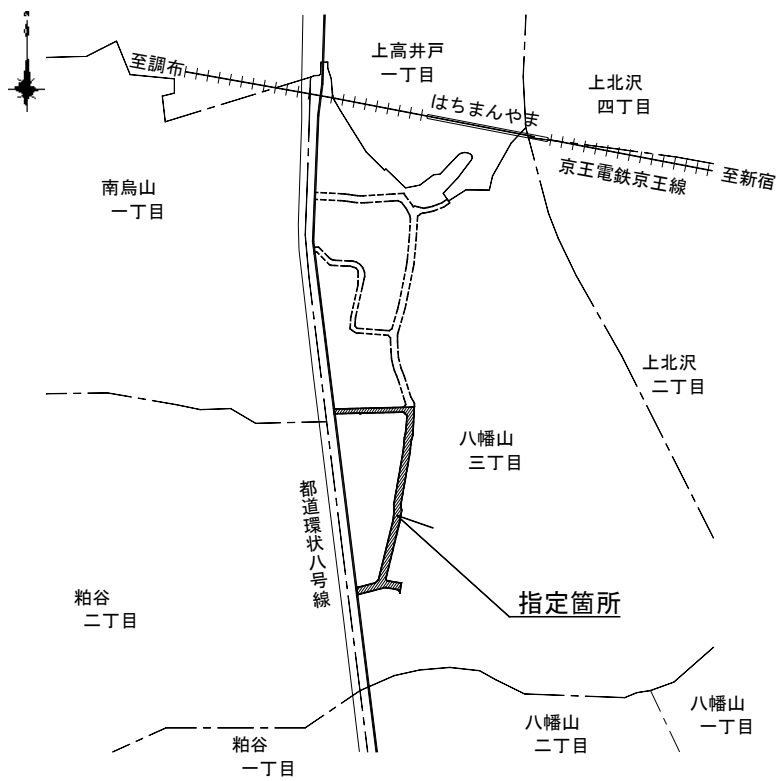 上高井戸
一丁目
至調布
はちまんやま
上北沢
四丁目
京王電鉄京王線
至新宿
南烏山
一丁目
上北沢
二丁目
八幡山
三丁目
都道環状八号線
指定箇所
粕谷
二丁目
八幡山
一丁目
八幡山
二丁目
粕谷
一丁目